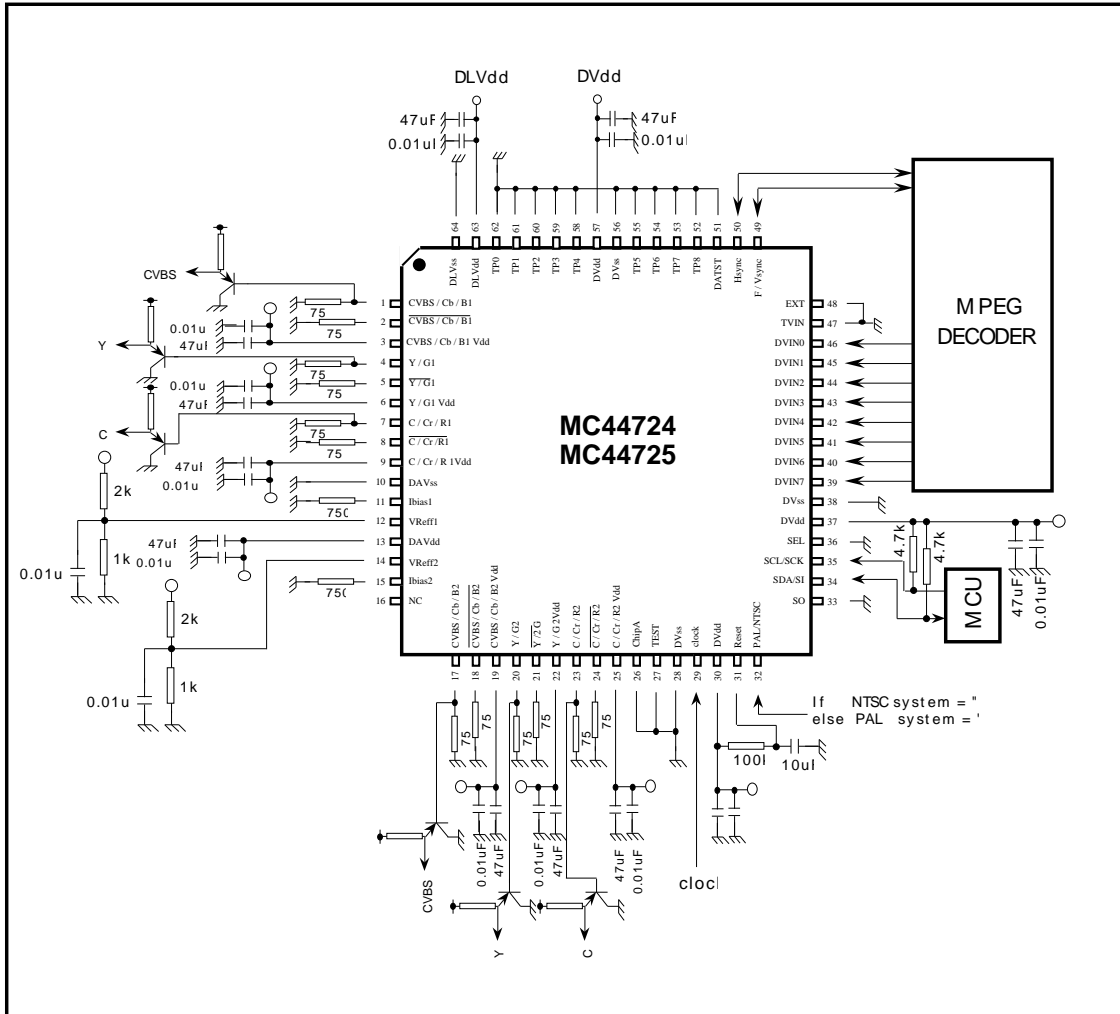 DLVdd
DVdd
47uF
0.01u
47uF
0.01u
64 63 62 61 60 59 58 57 56 55 54 53 52 51 50 49
DLVss
DLVdd
TP0
TP1
TP2
TP3
TP4
DVdd
DVss
TP5
TP6
TP7
TP8
DATST
Hsync
F / Vsync
MPEG
DECODER
MC44724
MC44725
CVBS
Y
C
1 CVBS / Cb / B1
2 CVBS / Cb / B1
3 CVBS / Cb / B1 Vdd
4 Y / G1
5 Y / G1
6 Y / G1 Vdd
7 C / Cr / R1
8 C / Cr / R1
9 C / Cr / R 1Vdd
10 DAVss
11 Ibias1
12 VReff1
13 DAVdd
14 VReff2
15 Ibias2
16 NC
75
75
0.01u
47uF
75
75
0.01u
47uF
75
75
47uF
0.01u
750
2k
1k
0.01u
47uF
0.01u
750
2k
1k
0.01u
EXT 48
TVIN 47
DVIN0 46
DVIN1 45
DVIN2 44
DVIN3 43
DVIN4 42
DVIN5 41
DVIN6 40
DVIN7 39
DVss 38
DVdd 37
SEL 36
SCL/SCK 35
SDA/SI 34
SO 33
4.7k
4.7k
MCU
47uF
0.01uF
CVBS / Cb / B2
CVBS / Cb / B2
CVBS / Cb / B2 Vdd
Y / G2
Y /2 G
Y / G 2Vdd
C / Cr / R2
C / Cr / R2
C / Cr / R2 Vdd
ChipA
TEST
DVss
clock
DVdd
Reset
PAL/NTSC
17 18 19 20 21 22 23 24 25 26 27 28 29 30 31 32
If NTSC system = "
else PAL system = '
75
75
75
75
75
75
100
10u
0.01uF
47uF
0.01uF
47uF
47uF
0.01uF
cloc
CVBS
Y
C